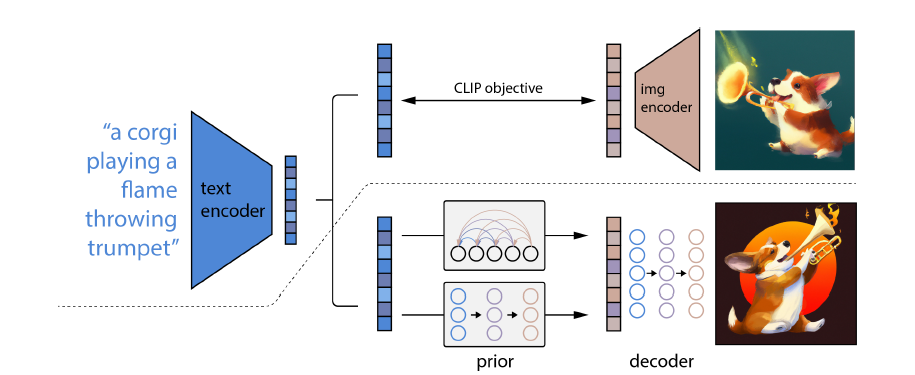 “a corgi
playing a
flame
throwing
trumpet”
text
encoder
CLIP objective
img
encoder
prior
decoder